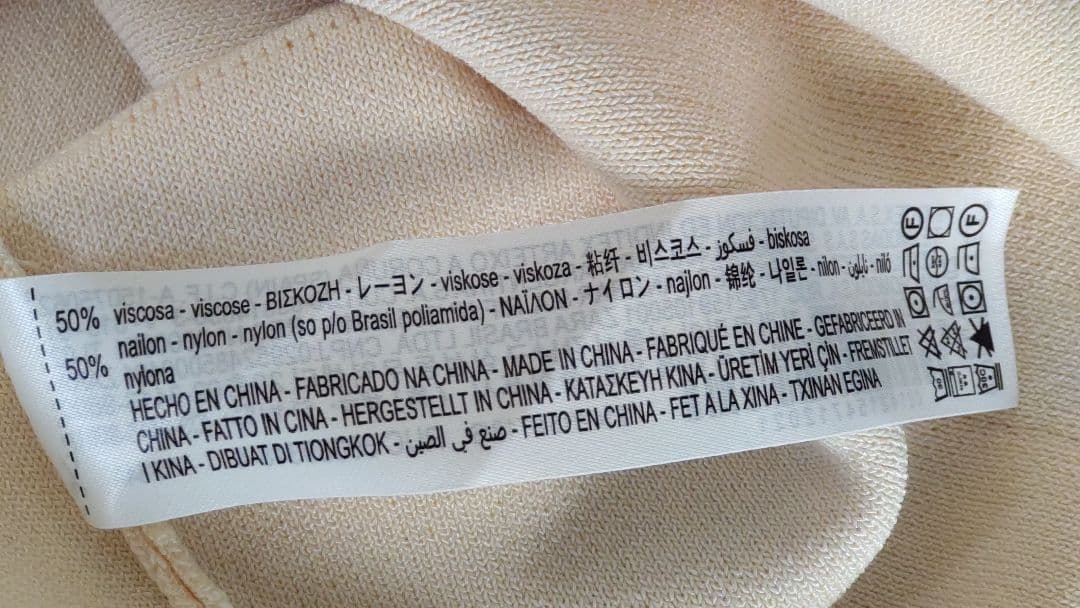 50% viscosa - viscose - ΒΙΣΚΟΖΗ - レーヨン - viskose - viskoza - 粘纤 - 비스코스 - فسكوز - biskosa
50% nailon - nylon - nylon (so p/o Brasil poliamida) - ΝΑΪΛΟΝ - ナイロン - najlon - 锦纶 - 나일론 - nilon - نايلون - niló
nylona
HECHO EN CHINA - FABRICADO NA CHINA - MADE IN CHINA - FABRIQUÉ EN CHINE - GEFABRICEERD IN
CHINA - FATTO IN CINA - HERGESTELLT IN CHINA - ΚΑΤΑΣΚΕΥΗ ΚΙΝΑ - ÜRETİM YERİ ÇİN - FREMSTILLET
I KINA - DIBUAT DI TIONGKOK - صنع في الصين - FEITO EN CHINA - FET A LA XINA - TXINAN EGINA
F F